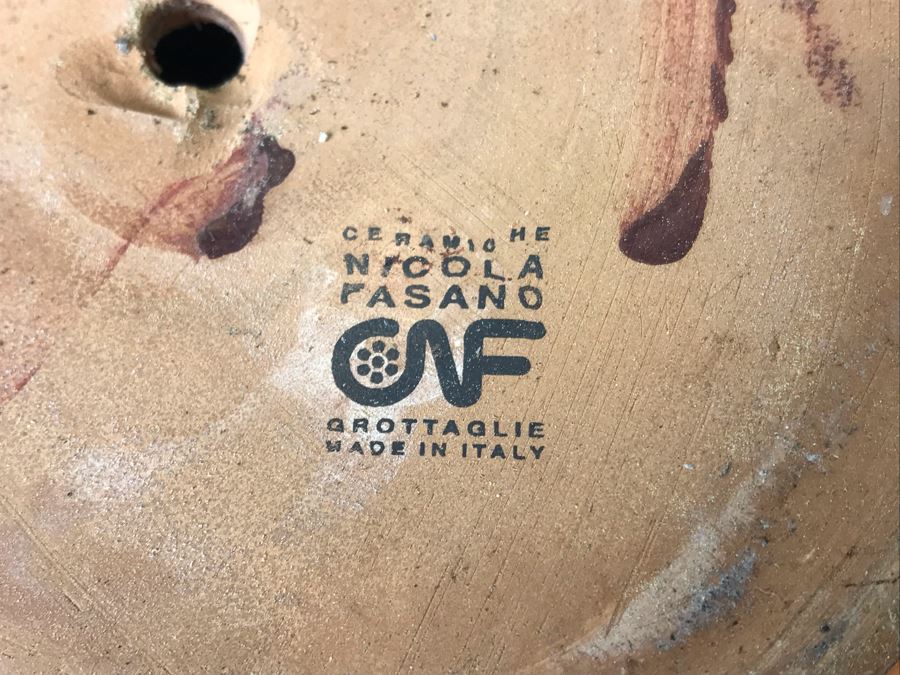 CERAMICHE
NICOLA
FASANO
CNF
GROTTAGLIE
MADE IN ITALY